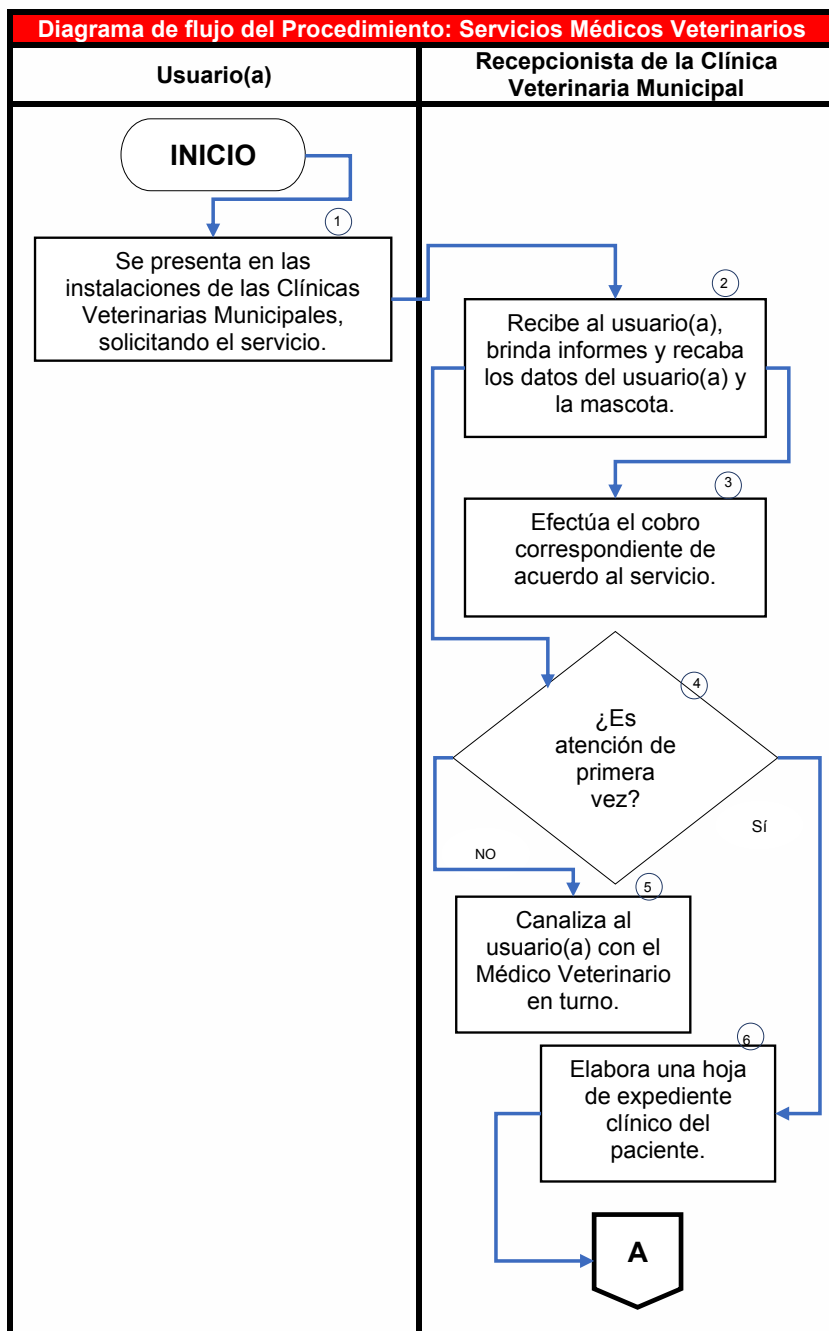 Diagrama de flujo del Procedimiento: Servicios Médicos Veterinarios
Usuario(a)
Recepcionista de la Clínica
Veterinaria Municipal
INICIO
1
Se presenta en las
instalaciones de las Clínicas
Veterinarias Municipales,
solicitando el servicio.
2
Recibe al usuario(a),
brinda informes y recaba
los datos del usuario(a) y
la mascota.
3
Efectúa el cobro
correspondiente de
acuerdo al servicio.
4
¿Es
atención de
primera
vez?
Sí
NO
5
Canaliza al
usuario(a) con el
Médico Veterinario
en turno.
6
Elabora una hoja
de expediente
clínico del
paciente.
A